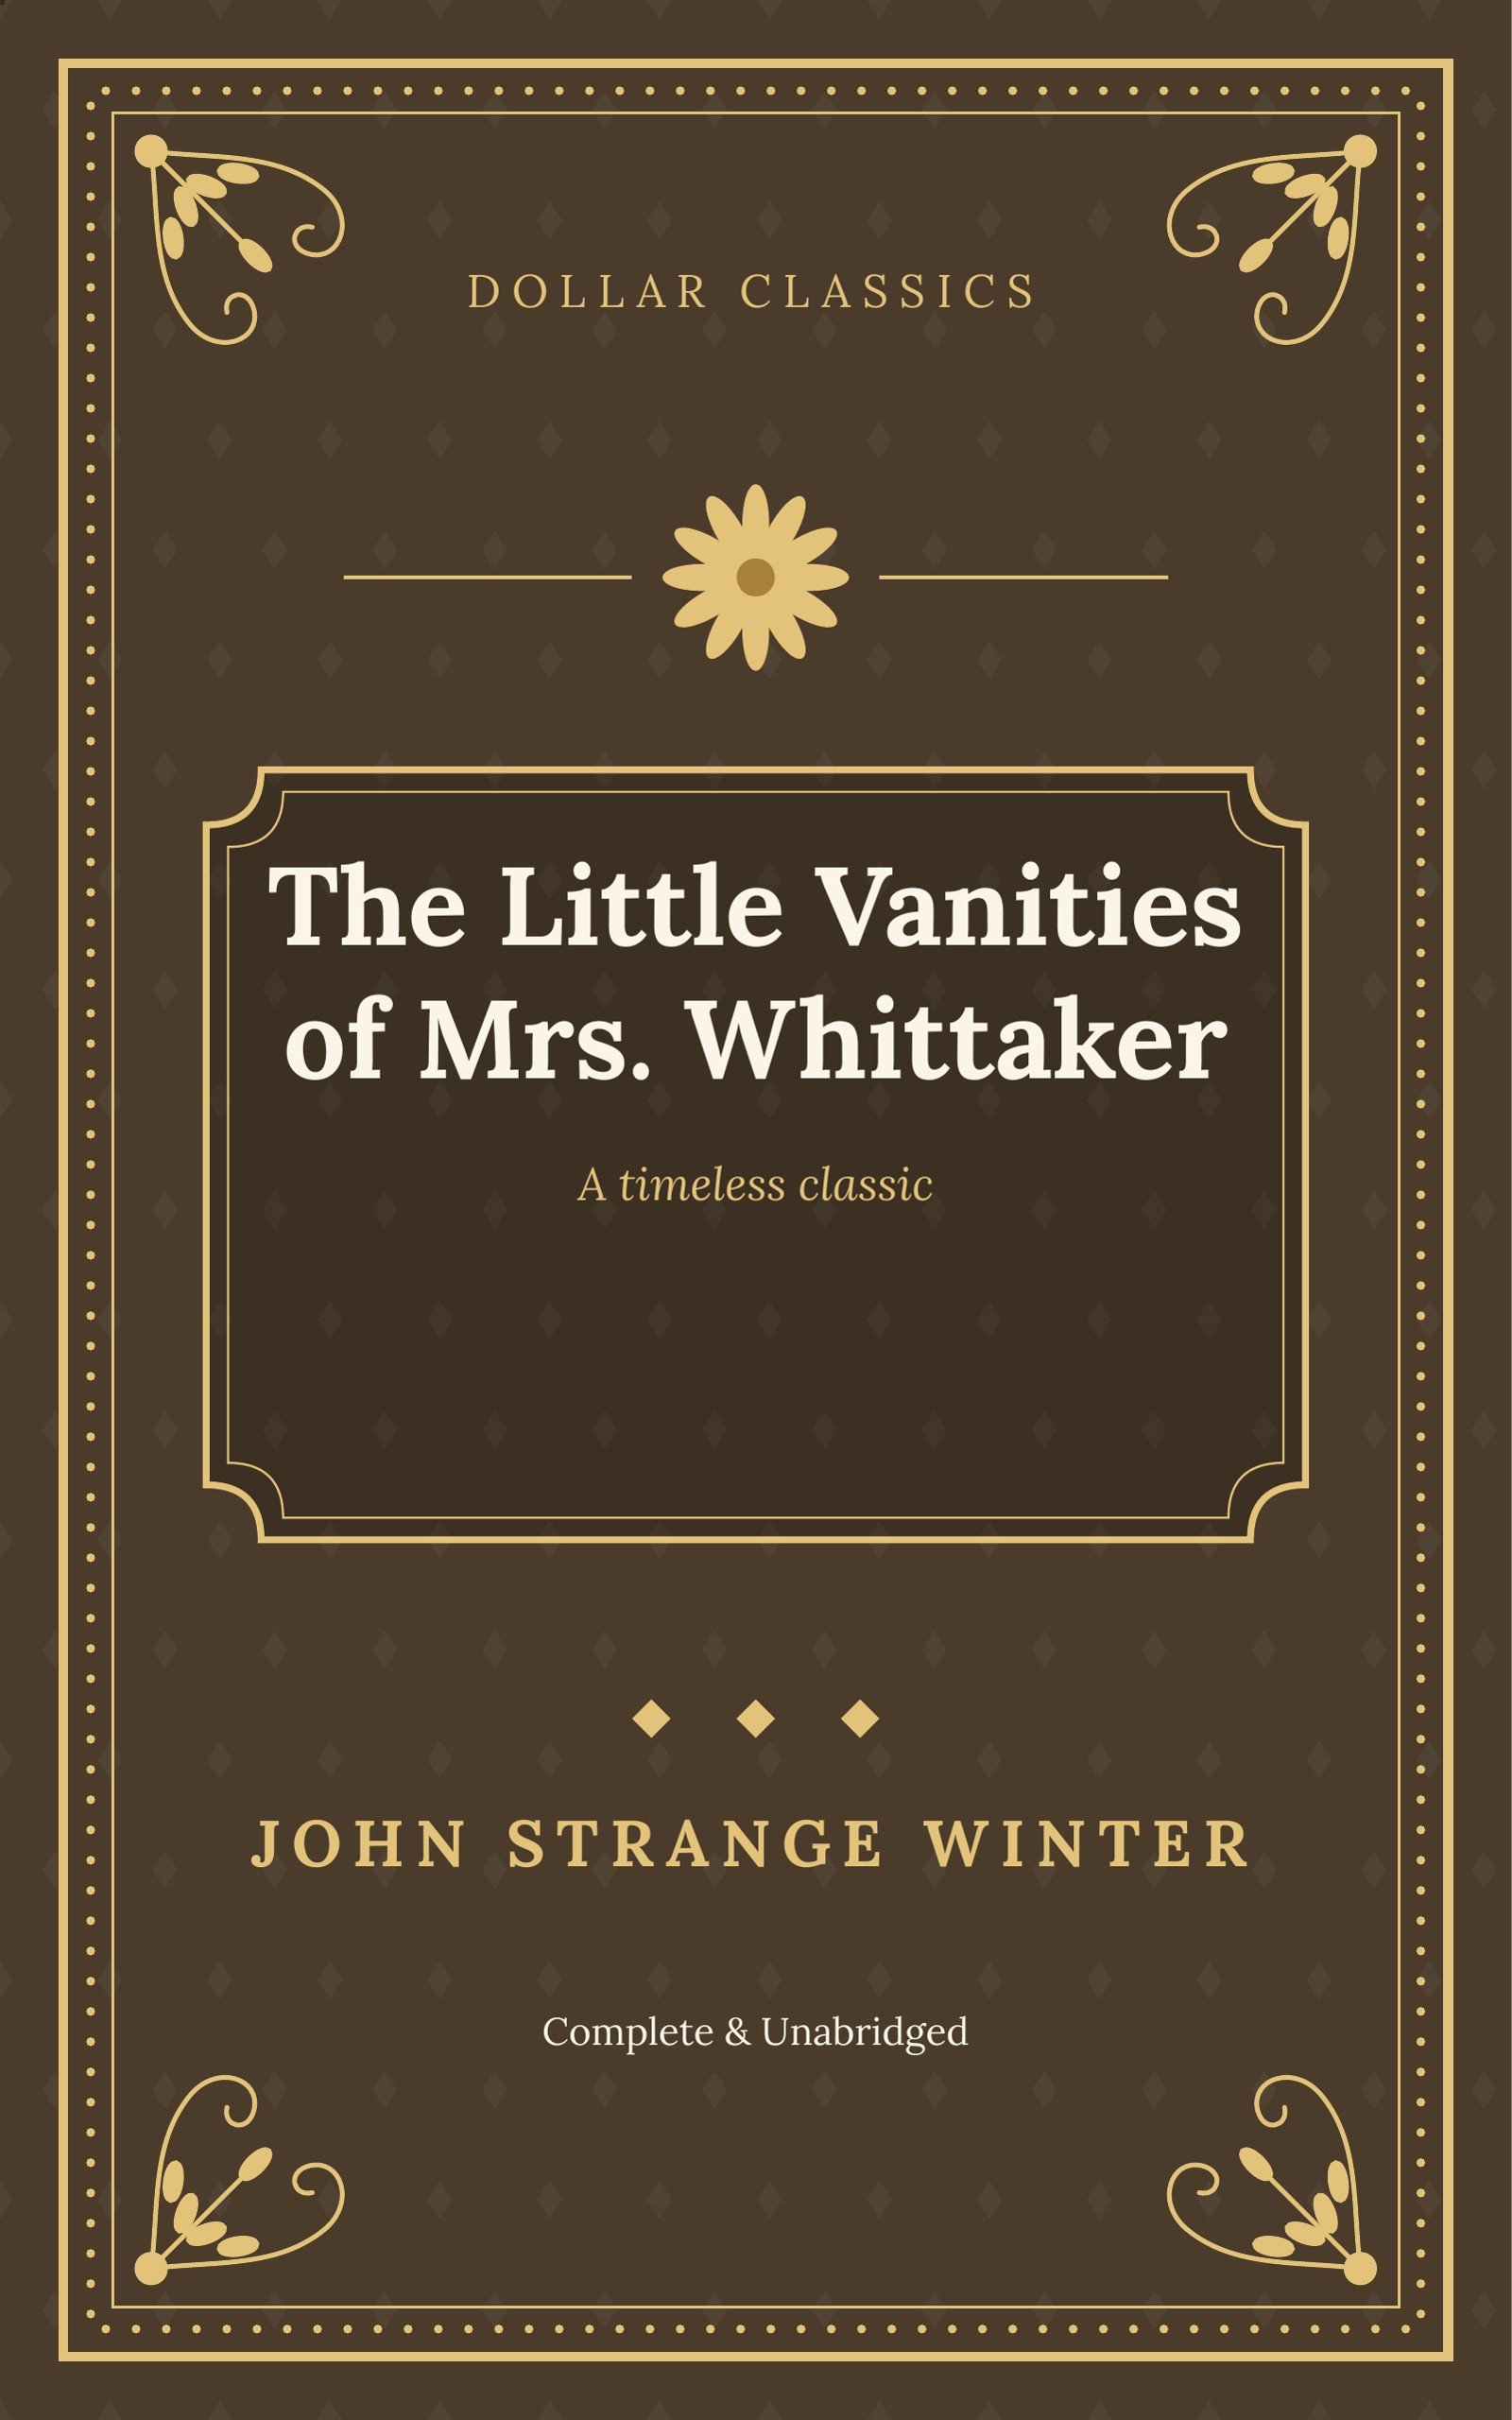 DOLLAR CLASSICS
The Little Vanities
of Mrs. Whittaker
A timeless classic
JOHN STRANGE WINTER
Complete & Unabridged